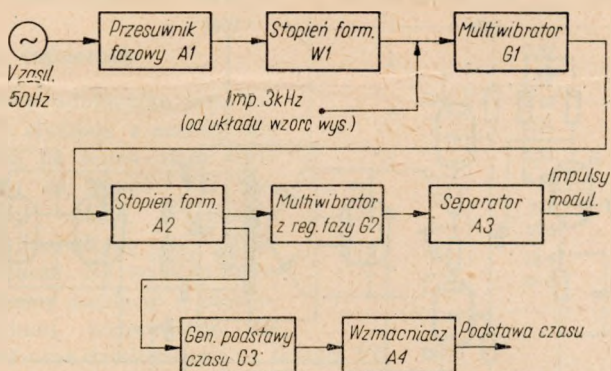 Przesuwnik
fazowy A1
Stopień form.
W1
Multiwibrator
G1
V zasil.
50Hz
Imp. 3kHz
(od układu wzorc wys.)
Stopień form.
A2
Multiwibrator
z reg. fazy G2
Separator
A3
Impulsy
modul.
Gen. podstawy
czasu G3
Wzmacniacz
A4
Podstawa czasu